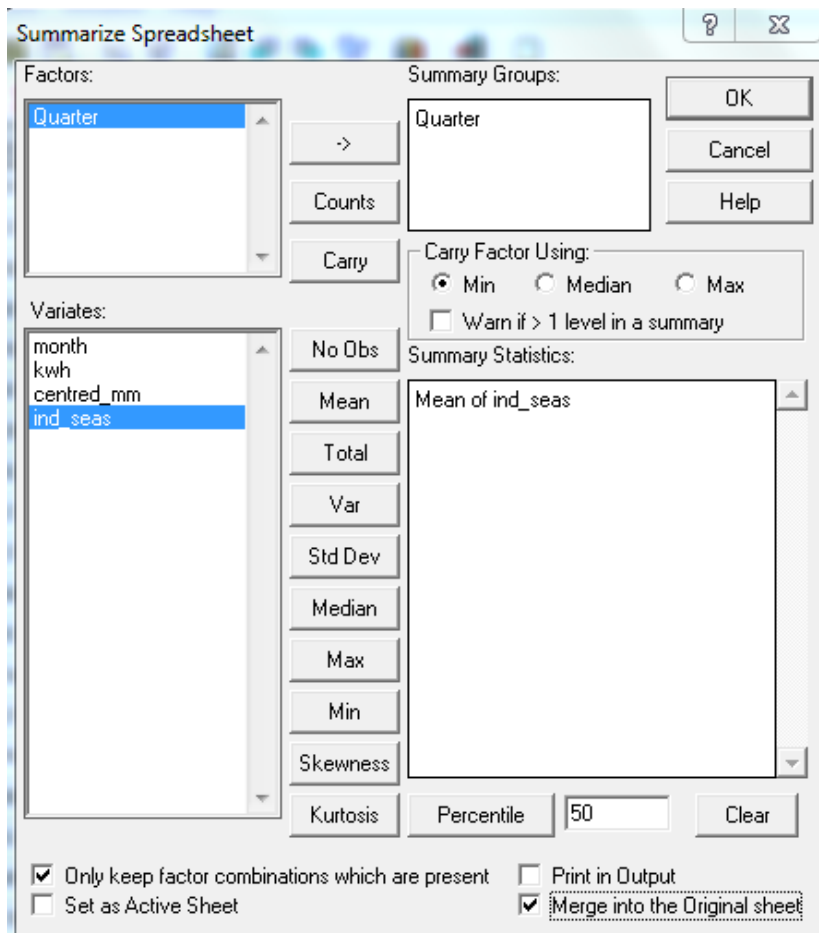 Summarize Spreadsheet
?
Factors:
Quarter
->
Counts
Carry
Summary Groups:
Quarter
OK
Cancel
Help
Carry Factor Using:
Min Median Max
Warn if > 1 level in a summary
Variates:
month
kwh
centred_mm
ind_seas
No Obs
Mean
Total
Var
Std Dev
Median
Max
Min
Skewness
Kurtosis
Summary Statistics:
Mean of ind_seas
Percentile 50 Clear
Only keep factor combinations which are present
Print in Output
Set as Active Sheet
Merge into the Original sheet